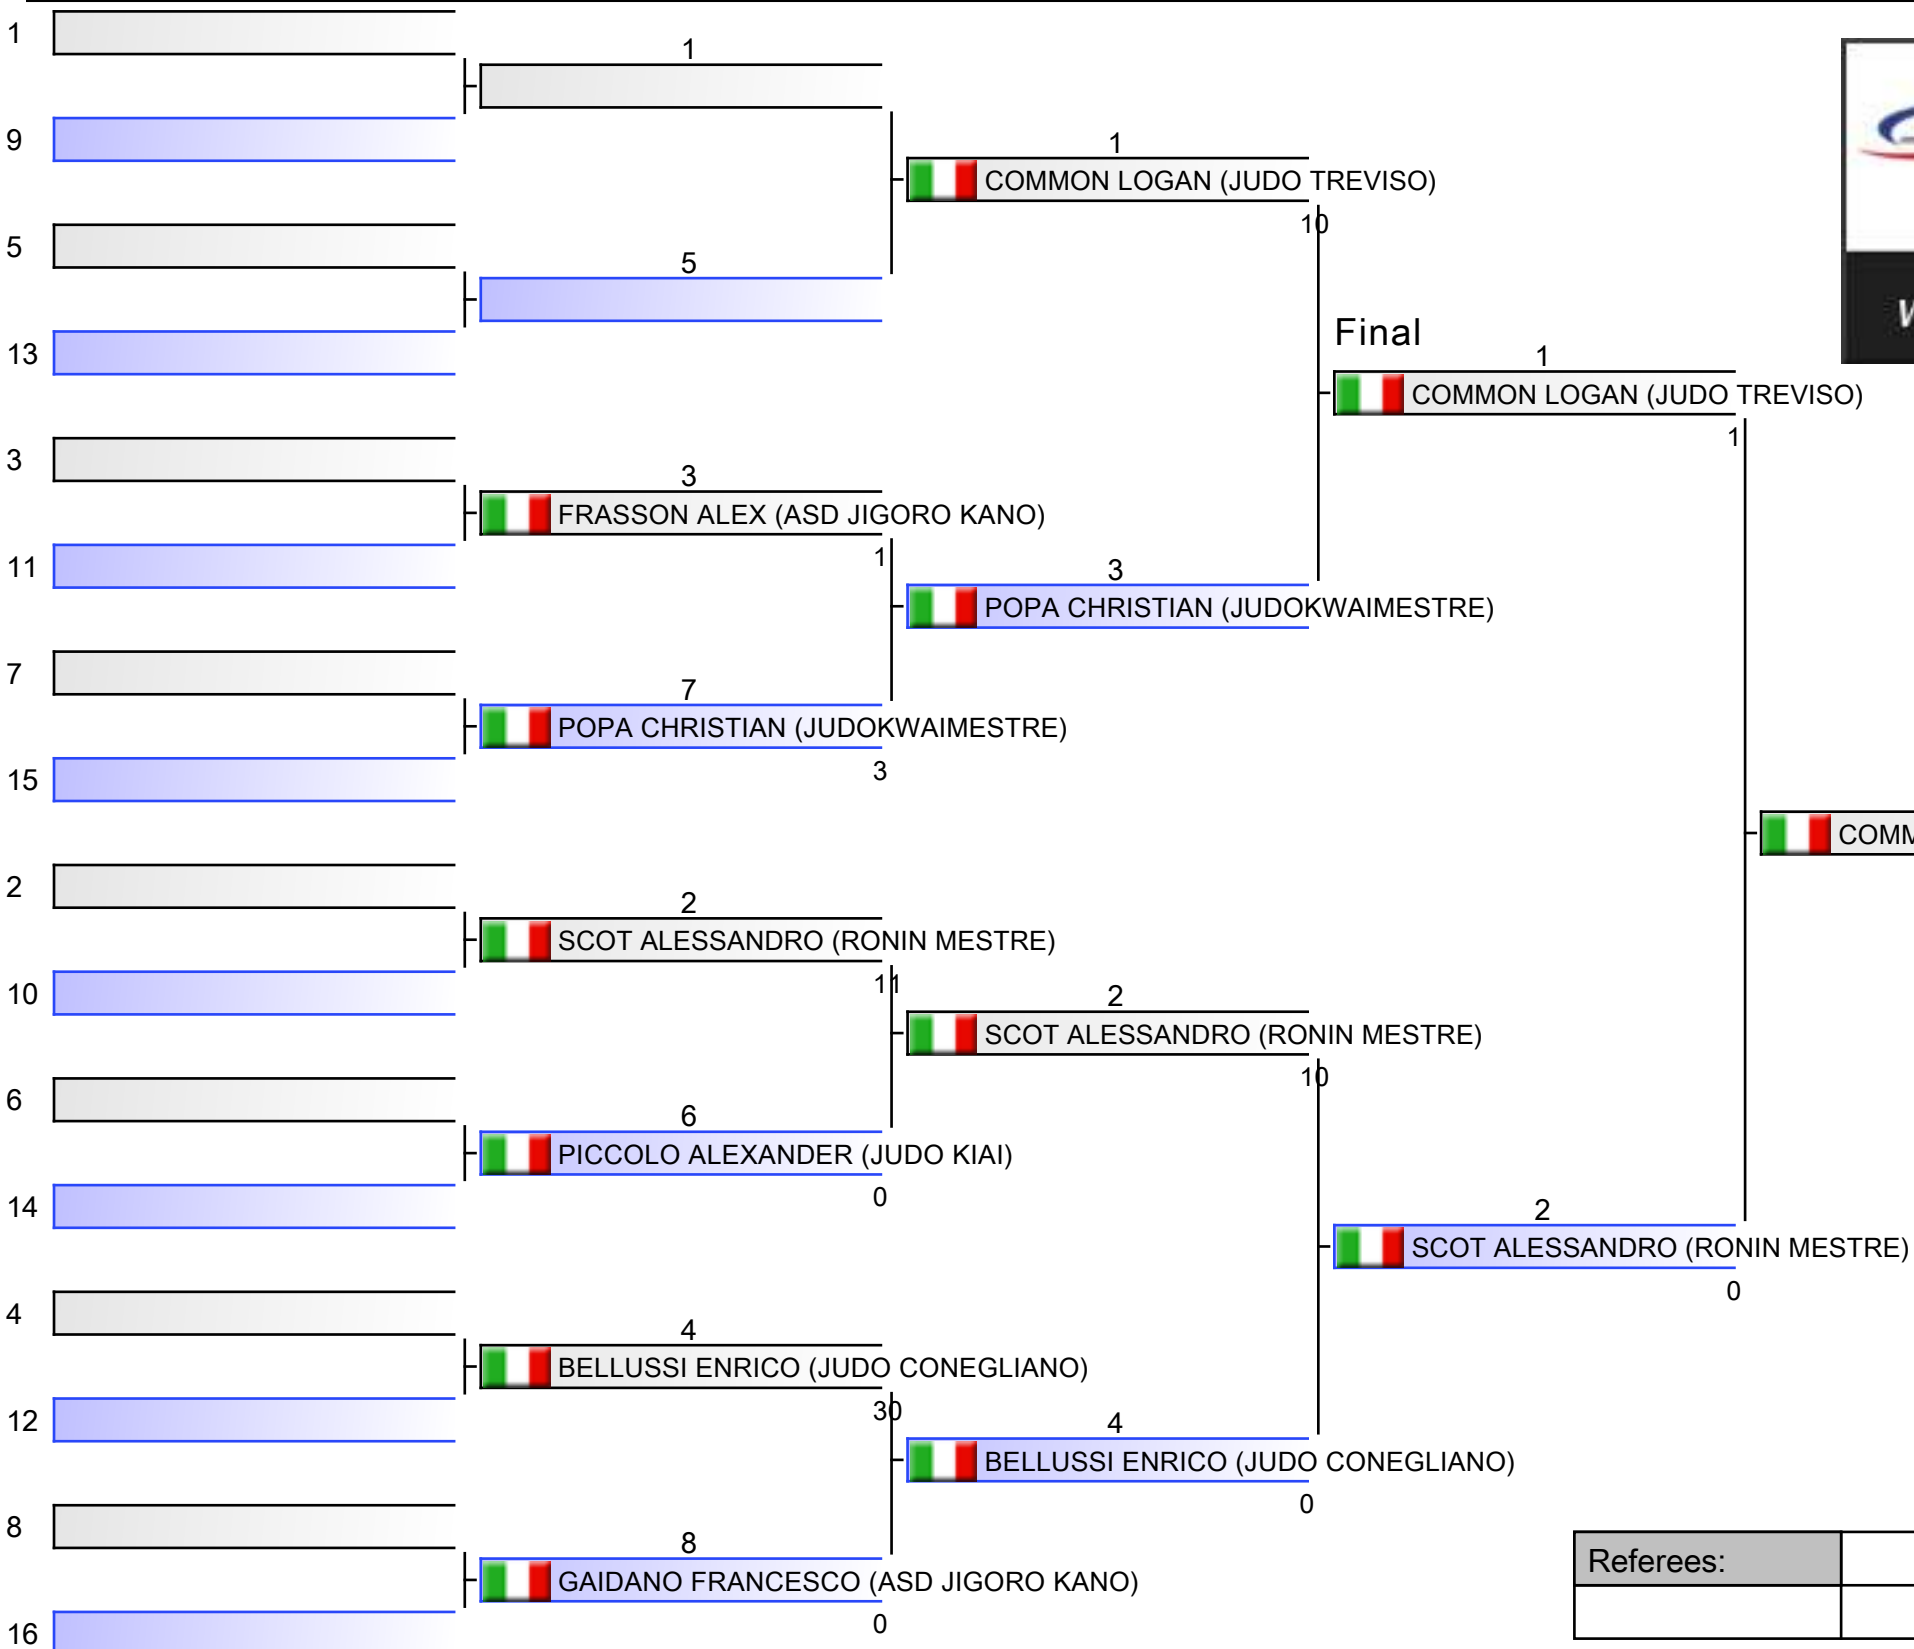 1
1
9
1
COMMON LOGAN (JUDO TREVISO)
10
5
5
13
Final
1
COMMON LOGAN (JUDO TREVISO)
1
3
3
FRASSON ALEX (ASD JIGORO KANO)
1
11
3
POPA CHRISTIAN (JUDOKWAIMESTRE)
7
7
POPA CHRISTIAN (JUDOKWAIMESTRE)
3
15
COMM
2
2
SCOT ALESSANDRO (RONIN MESTRE)
11
10
2
SCOT ALESSANDRO (RONIN MESTRE)
10
6
6
PICCOLO ALEXANDER (JUDO KIAI)
0
14
2
SCOT ALESSANDRO (RONIN MESTRE)
0
4
4
BELLUSSI ENRICO (JUDO CONEGLIANO)
30
12
4
BELLUSSI ENRICO (JUDO CONEGLIANO)
0
8
8
GAIDANO FRANCESCO (ASD JIGORO KANO)
0
16
Referees: